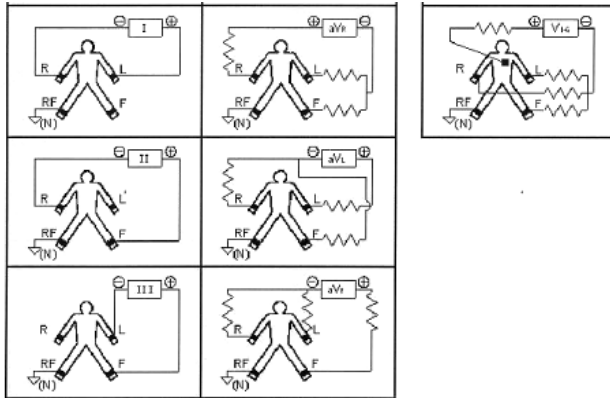 ⊖ I ⊕
R L
RF F
(N)
⊕ aVR ⊖
R L
RF F
(N)
⊕ V1-6 ⊖
R L
RF F
(N)
⊖ II ⊕
R L'
RF F
(N)
⊖ aVL ⊕
R L
RF F
(N)
⊖ III ⊕
R L
RF F
(N)
⊖ aVF ⊕
R L
RF F
(N)